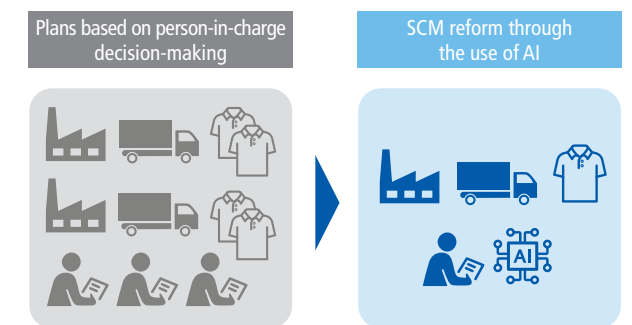 Plans based on person-in-charge
decision-making
SCM reform through
the use of AI
AI